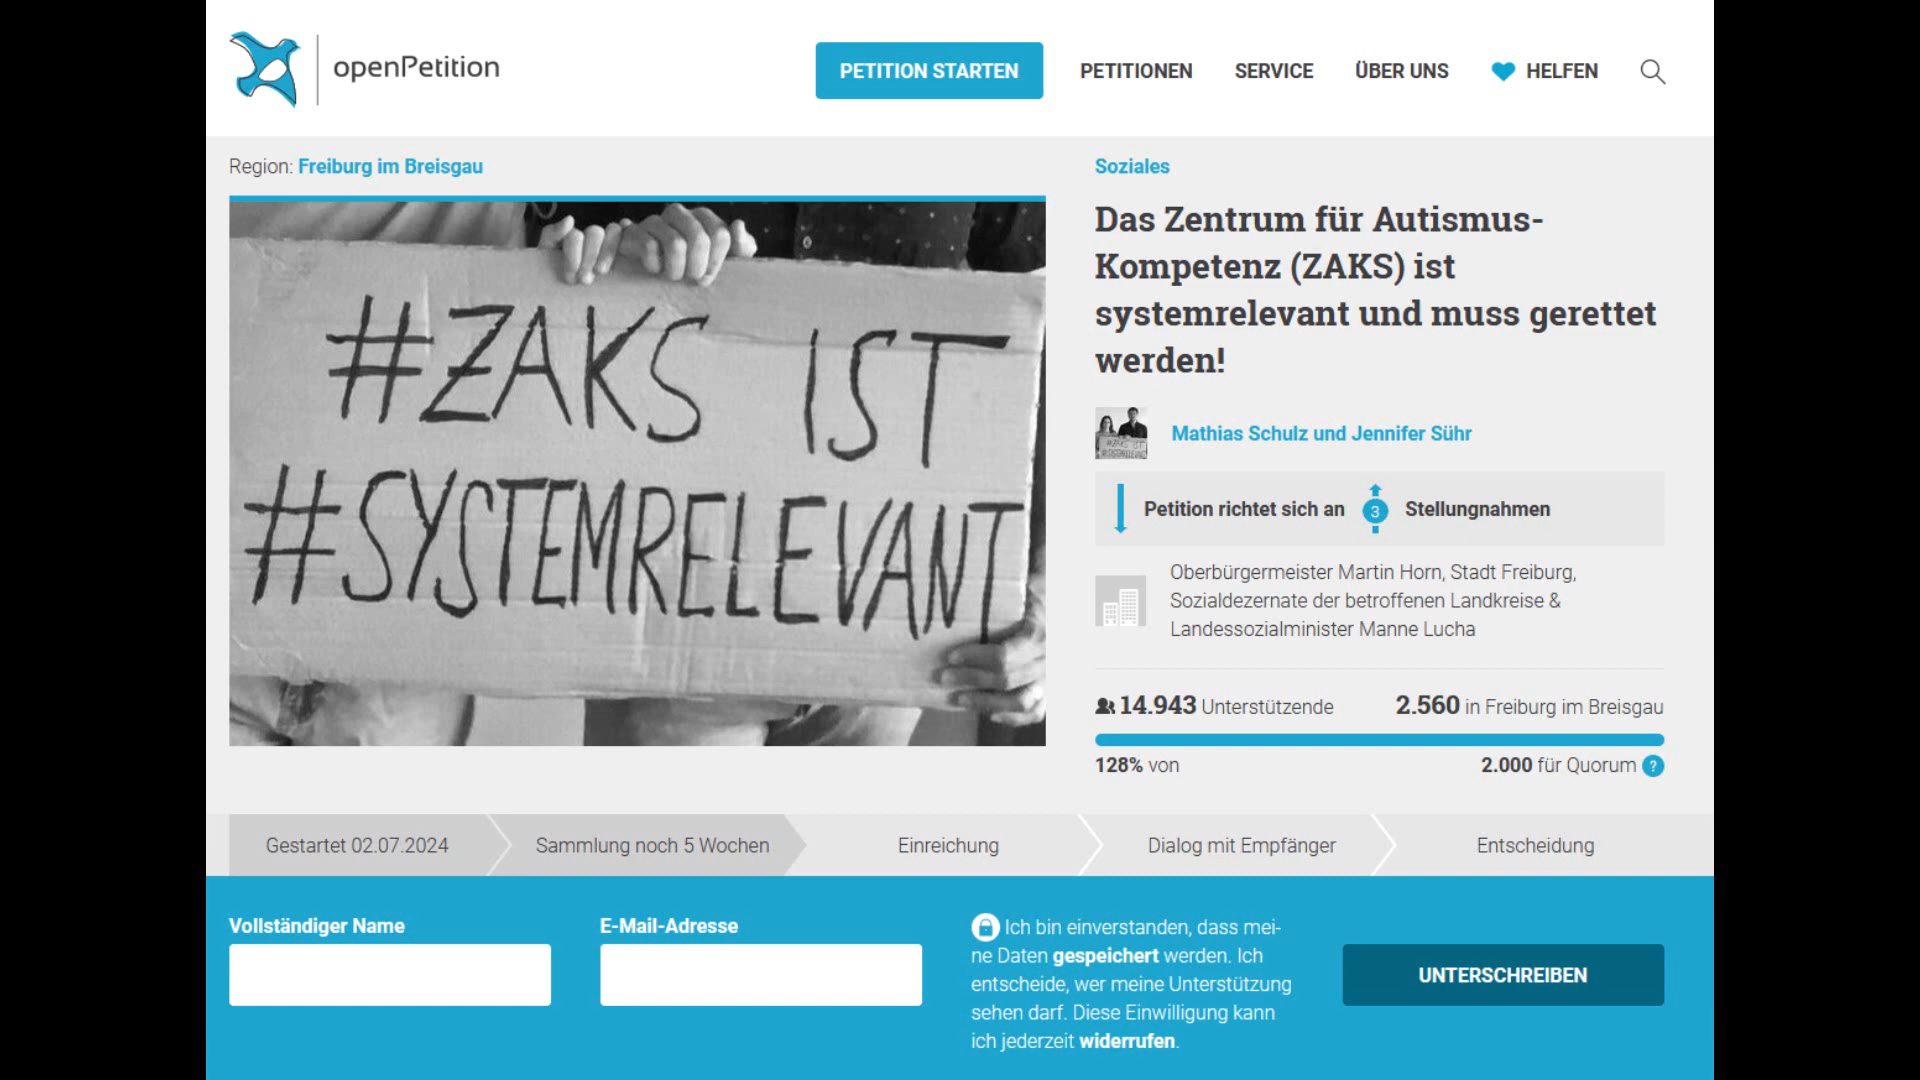 openPetition
PETITION STARTEN
PETITIONEN
SERVICE
ÜBER UNS
HELFEN
Region: Freiburg im Breisgau
#ZAKS IST
#SYSTEMRELEVANT
Soziales
Das Zentrum für Autismus-
Kompetenz (ZAKS) ist
systemrelevant und muss gerettet
werden!
Mathias Schulz und Jennifer Sühr
Petition richtet sich an
3
Stellungnahmen
Oberbürgermeister Martin Horn, Stadt Freiburg,
Sozialdezernate der betroffenen Landkreise &
Landessozialminister Manne Lucha
14.943 Unterstützende
2.560 in Freiburg im Breisgau
128% von
2.000 für Quorum ?
Gestartet 02.07.2024
Sammlung noch 5 Wochen
Einreichung
Dialog mit Empfänger
Entscheidung
Vollständiger Name
E-Mail-Adresse
Ich bin einverstanden, dass mei-
ne Daten gespeichert werden. Ich
entscheide, wer meine Unterstützung
sehen darf. Diese Einwilligung kann
ich jederzeit widerrufen.
UNTERSCHREIBEN